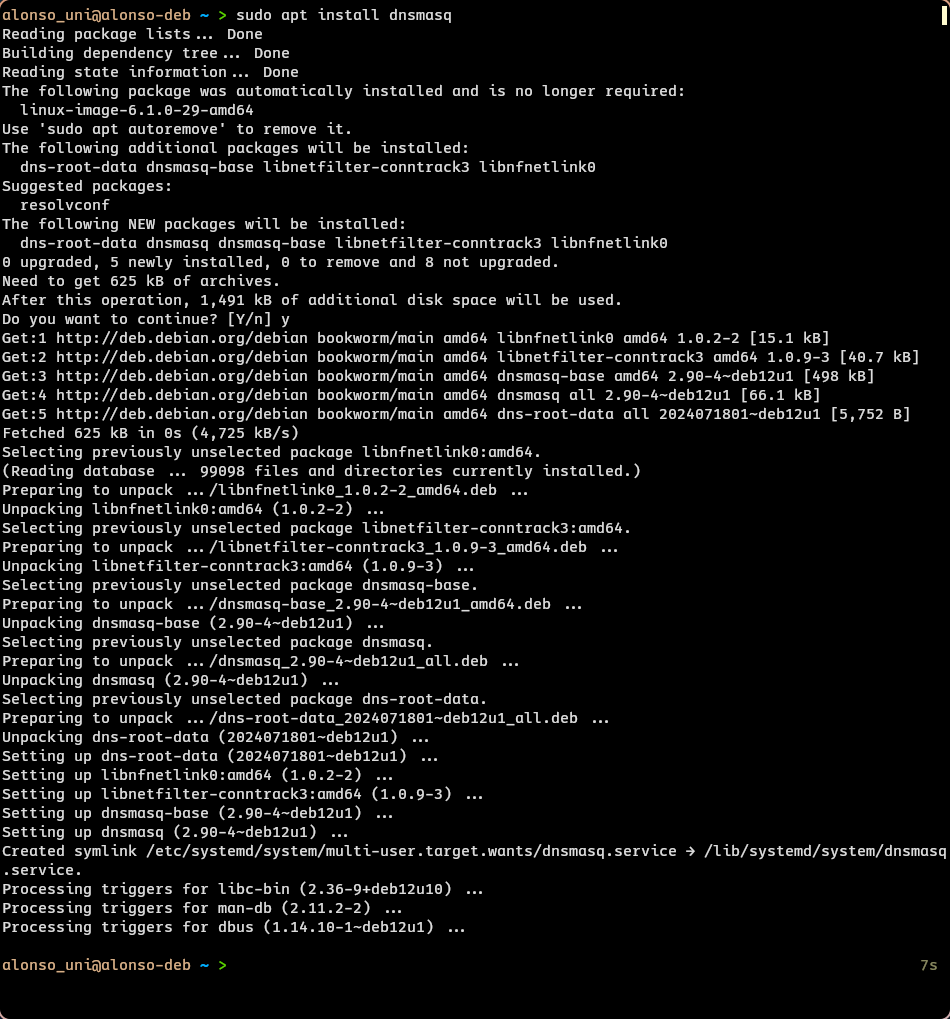 alonso_uni@alonso-deb ~ > sudo apt install dnsmasq
Reading package lists... Done
Building dependency tree... Done
Reading state information... Done
The following package was automatically installed and is no longer required:
  linux-image-6.1.0-29-amd64
Use 'sudo apt autoremove' to remove it.
The following additional packages will be installed:
  dns-root-data dnsmasq-base libnetfilter-conntrack3 libnfnetlink0
Suggested packages:
  resolvconf
The following NEW packages will be installed:
  dns-root-data dnsmasq dnsmasq-base libnetfilter-conntrack3 libnfnetlink0
0 upgraded, 5 newly installed, 0 to remove and 8 not upgraded.
Need to get 625 kB of archives.
After this operation, 1,491 kB of additional disk space will be used.
Do you want to continue? [Y/n] y
Get:1 http://deb.debian.org/debian bookworm/main amd64 libnfnetlink0 amd64 1.0.2-2 [15.1 kB]
Get:2 http://deb.debian.org/debian bookworm/main amd64 libnetfilter-conntrack3 amd64 1.0.9-3 [40.7 kB]
Get:3 http://deb.debian.org/debian bookworm/main amd64 dnsmasq-base amd64 2.90-4~deb12u1 [498 kB]
Get:4 http://deb.debian.org/debian bookworm/main amd64 dnsmasq all 2.90-4~deb12u1 [66.1 kB]
Get:5 http://deb.debian.org/debian bookworm/main amd64 dns-root-data all 2024071801~deb12u1 [5,752 B]
Fetched 625 kB in 0s (4,725 kB/s)
Selecting previously unselected package libnfnetlink0:amd64.
(Reading database ... 99098 files and directories currently installed.)
Preparing to unpack .../libnfnetlink0_1.0.2-2_amd64.deb ...
Unpacking libnfnetlink0:amd64 (1.0.2-2) ...
Selecting previously unselected package libnetfilter-conntrack3:amd64.
Preparing to unpack .../libnetfilter-conntrack3_1.0.9-3_amd64.deb ...
Unpacking libnetfilter-conntrack3:amd64 (1.0.9-3) ...
Selecting previously unselected package dnsmasq-base.
Preparing to unpack .../dnsmasq-base_2.90-4~deb12u1_amd64.deb ...
Unpacking dnsmasq-base (2.90-4~deb12u1) ...
Selecting previously unselected package dnsmasq.
Preparing to unpack .../dnsmasq_2.90-4~deb12u1_all.deb ...
Unpacking dnsmasq (2.90-4~deb12u1) ...
Selecting previously unselected package dns-root-data.
Preparing to unpack .../dns-root-data_2024071801~deb12u1_all.deb ...
Unpacking dns-root-data (2024071801~deb12u1) ...
Setting up dns-root-data (2024071801~deb12u1) ...
Setting up libnfnetlink0:amd64 (1.0.2-2) ...
Setting up libnetfilter-conntrack3:amd64 (1.0.9-3) ...
Setting up dnsmasq-base (2.90-4~deb12u1) ...
Setting up dnsmasq (2.90-4~deb12u1) ...
Created symlink /etc/systemd/system/multi-user.target.wants/dnsmasq.service → /lib/systemd/system/dnsmasq
.service.
Processing triggers for libc-bin (2.36-9+deb12u10) ...
Processing triggers for man-db (2.11.2-2) ...
Processing triggers for dbus (1.14.10-1~deb12u1) ...
alonso_uni@alonso-deb ~ > 7s